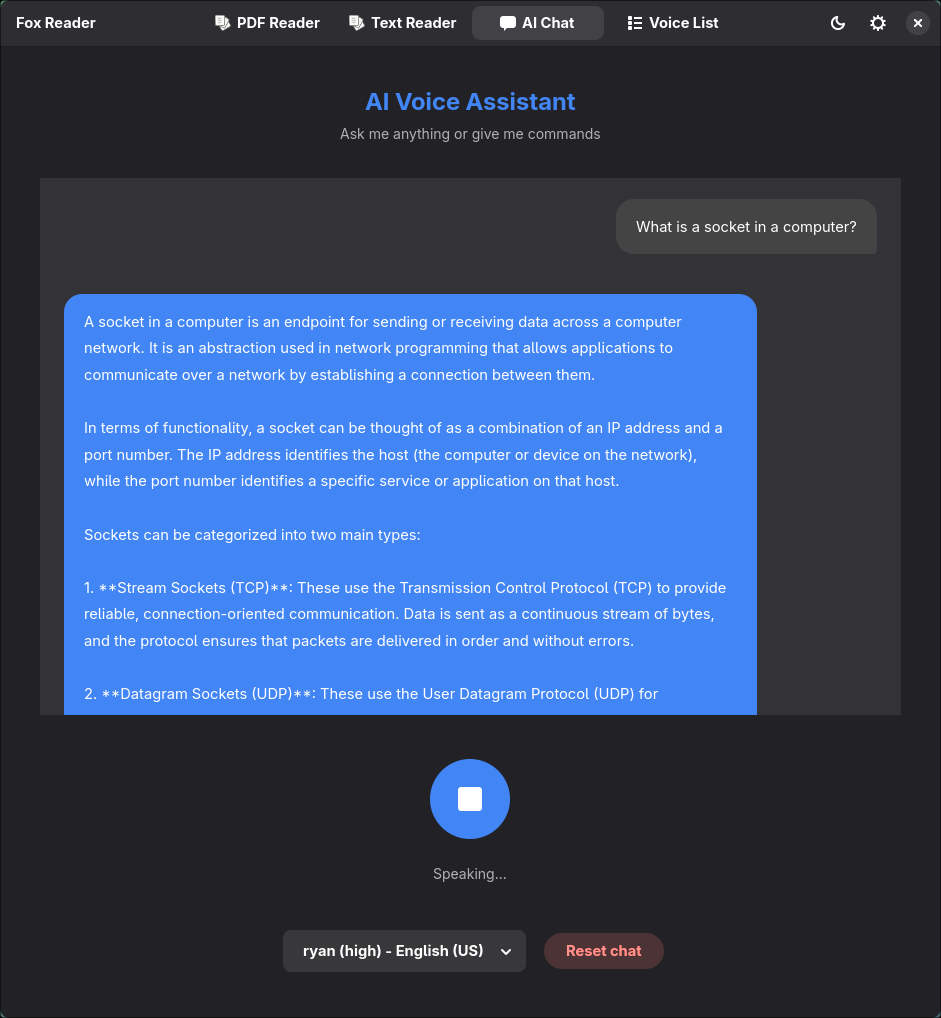 Fox Reader
PDF Reader
Text Reader
AI Chat
Voice List
AI Voice Assistant
Ask me anything or give me commands
What is a socket in a computer?
A socket in a computer is an endpoint for sending or receiving data across a computer
network. It is an abstraction used in network programming that allows applications to
communicate over a network by establishing a connection between them.
In terms of functionality, a socket can be thought of as a combination of an IP address and a
port number. The IP address identifies the host (the computer or device on the network),
while the port number identifies a specific service or application on that host.
Sockets can be categorized into two main types:
1. **Stream Sockets (TCP)**: These use the Transmission Control Protocol (TCP) to provide
reliable, connection-oriented communication. Data is sent as a continuous stream of bytes,
and the protocol ensures that packets are delivered in order and without errors.
2. **Datagram Sockets (UDP)**: These use the User Datagram Protocol (UDP) for
Speaking...
ryan (high) - English (US)
Reset chat